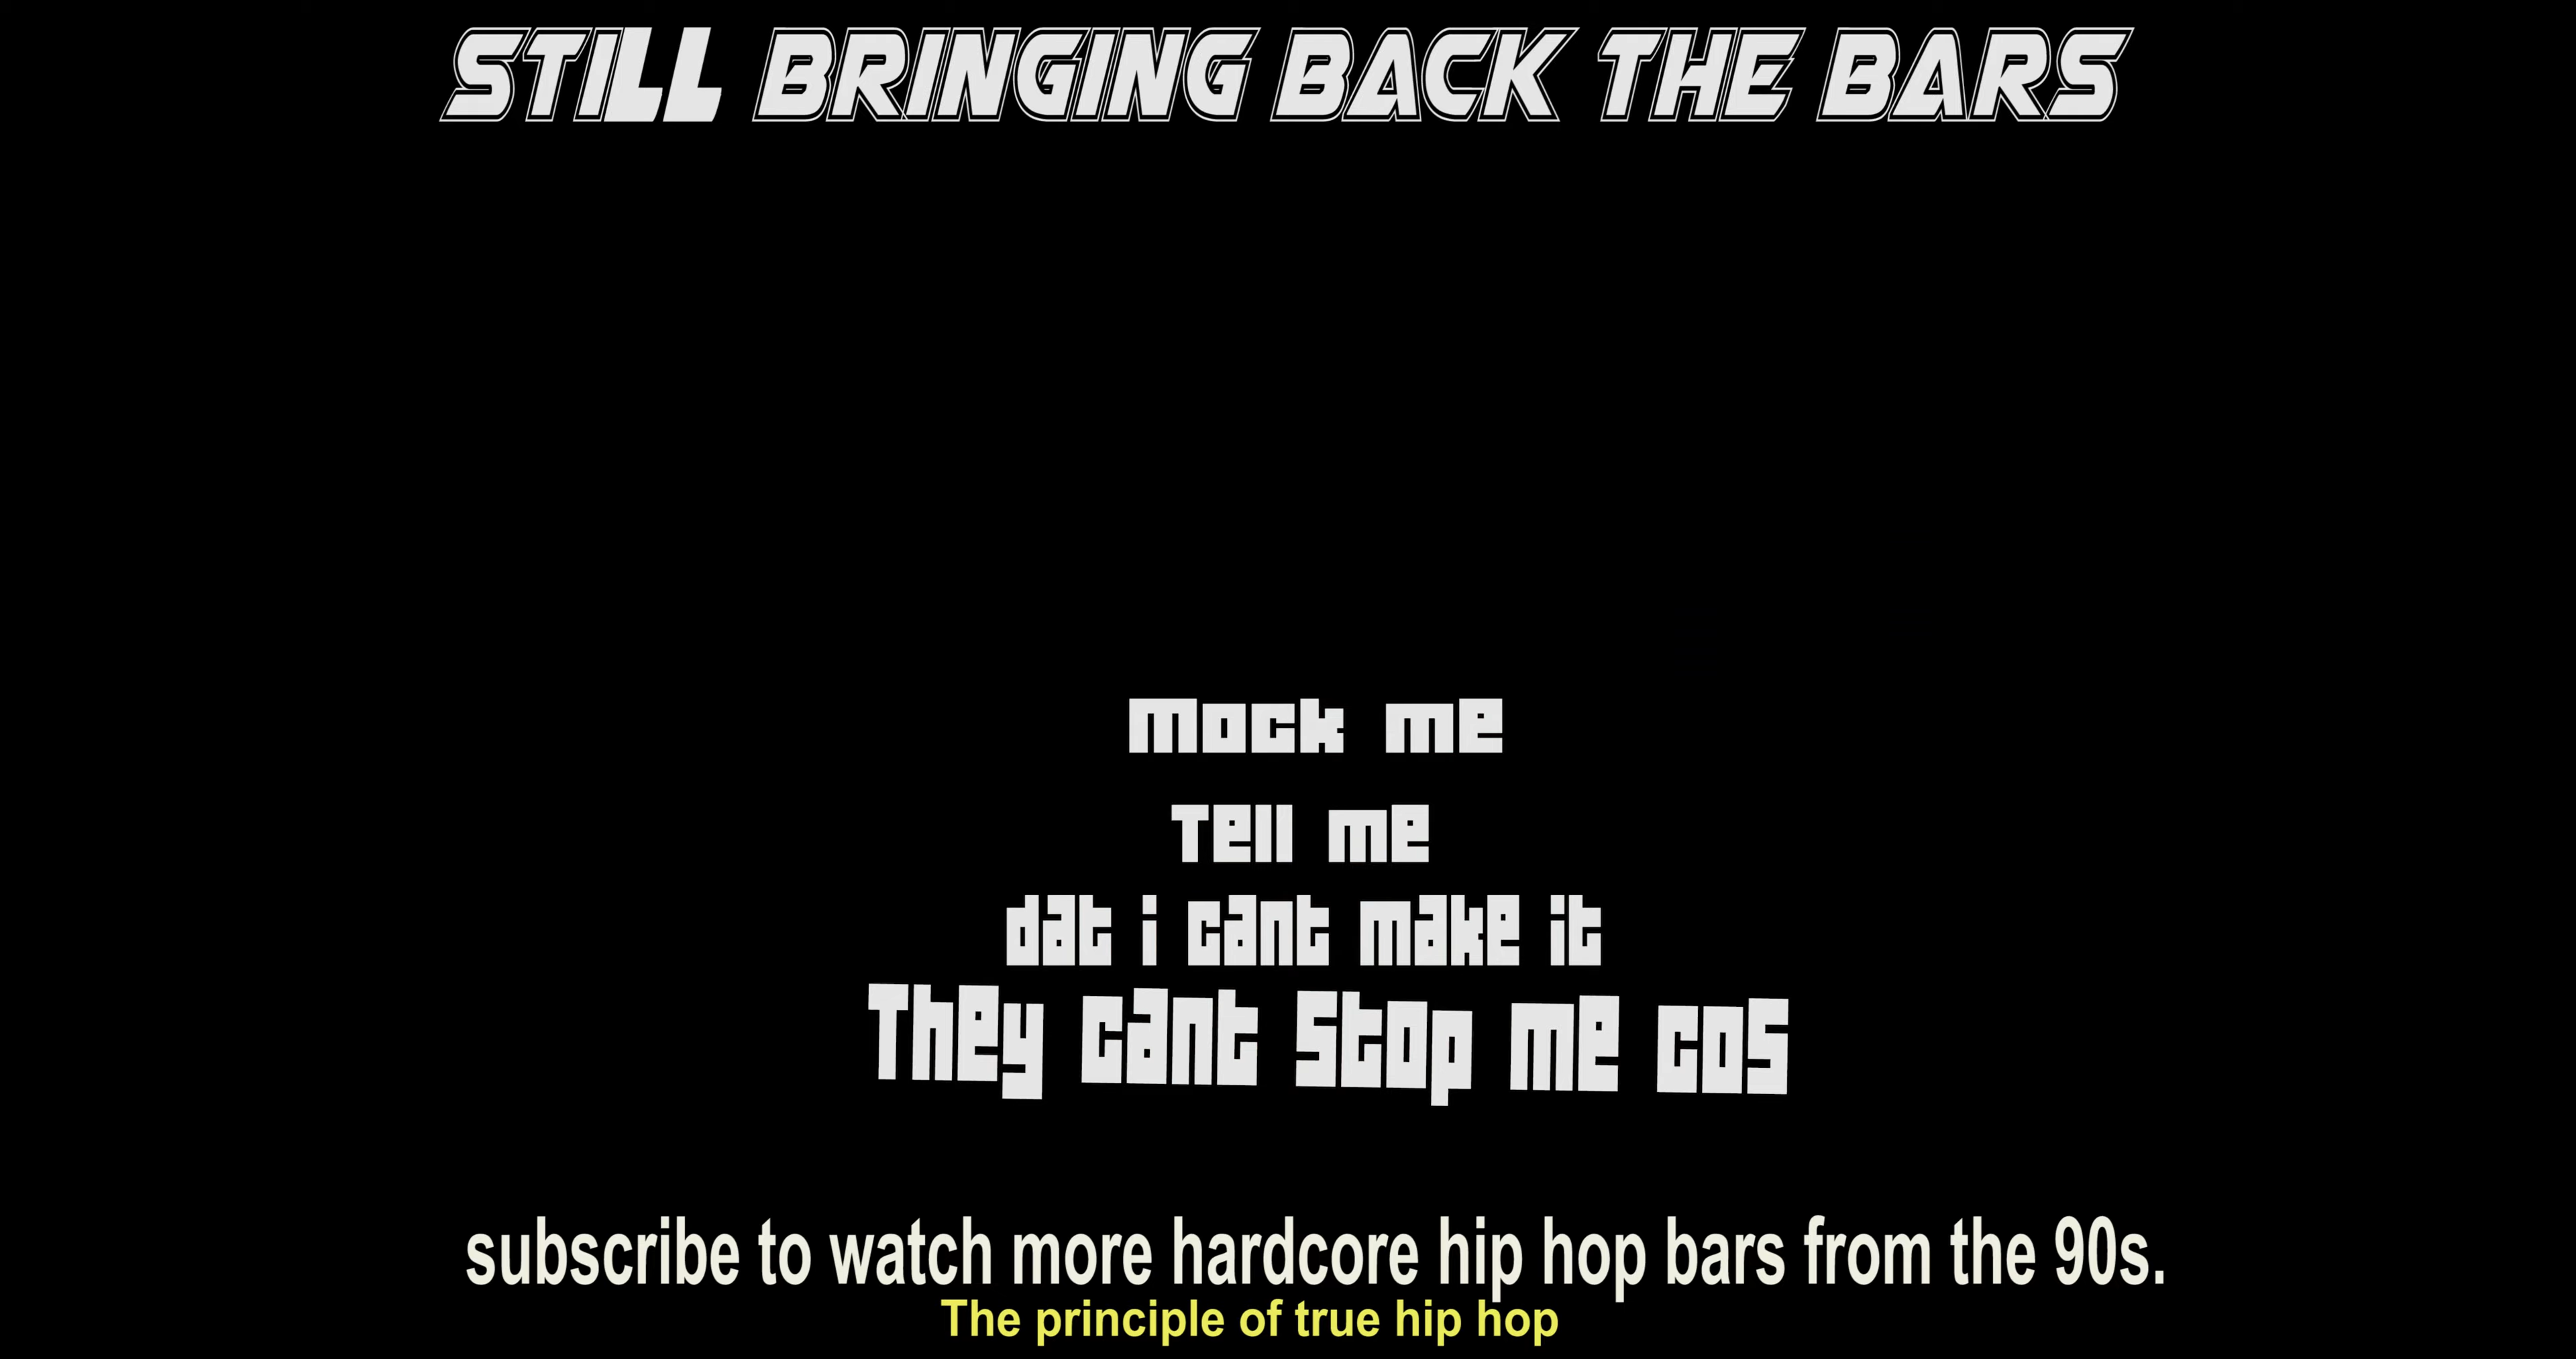 STILL BRINGING BACK THE BARS
Mock me
Tell me
dat i cant make it
They cant stop me cos
subscribe to watch more hardcore hip hop bars from the 90s.
The principle of true hip hop